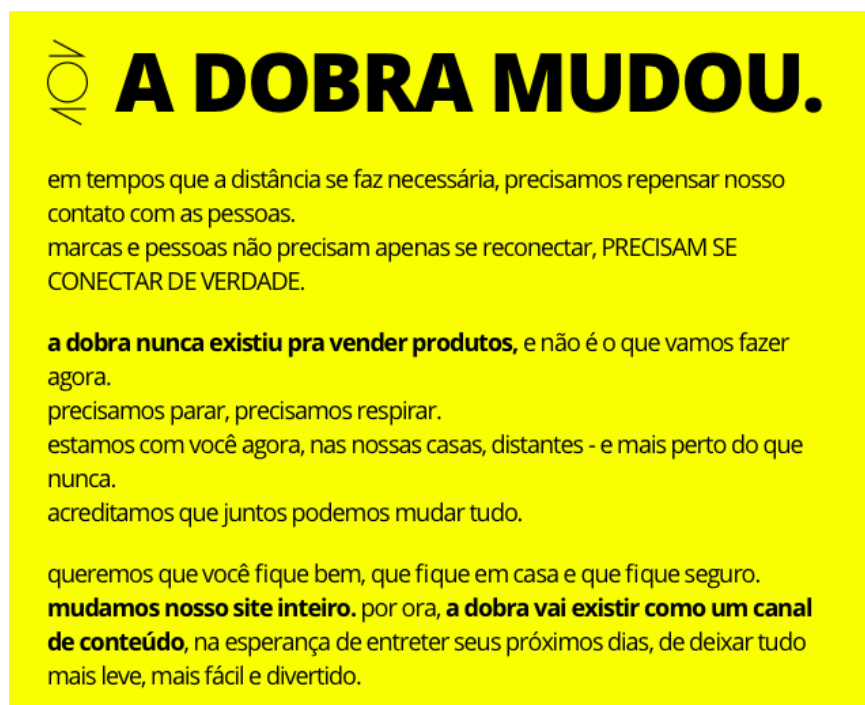 A DOBRA MUDOU.
em tempos que a distância se faz necessária, precisamos repensar nosso
contato com as pessoas.
marcas e pessoas não precisam apenas se reconectar, PRECISAM SE
CONECTAR DE VERDADE.
a dobra nunca existiu pra vender produtos, e não é o que vamos fazer
agora.
precisamos parar, precisamos respirar.
estamos com você agora, nas nossas casas, distantes - e mais perto do que
nunca.
acreditamos que juntos podemos mudar tudo.
queremos que você fique bem, que fique em casa e que fique seguro.
mudamos nosso site inteiro. por ora, a dobra vai existir como um canal
de conteúdo, na esperança de entreter seus próximos dias, de deixar tudo
mais leve, mais fácil e divertido.